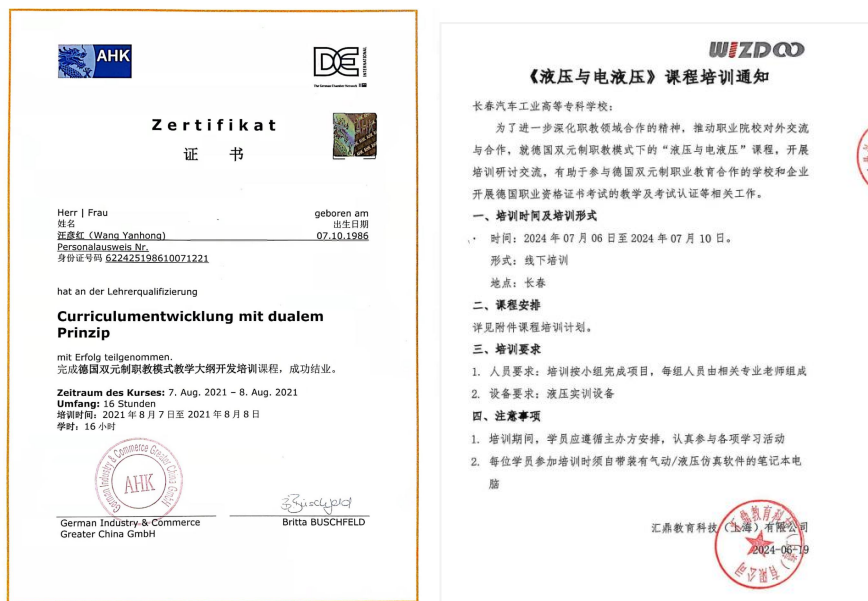 AHK
DE
INTERNATIONAL
Zertifikat
证 书
Herr | Frau
geboren am
姓名
出生日期
汪彦红（Wang Yanhong)
07.10.1986
Personalausweis Nr.
身份证号码 622425198610071221
hat an der Lehrerqualifizierung
Curriculumentwicklung mit dualem
Prinzip
mit Erfolg teilgenommen.
完成德国双元制职教模式教学大纲开发培训课程，成功结业。
Zeitraum des Kurses: 7. Aug. 2021 – 8. Aug. 2021
Umfang: 16 Stunden
培训时间：2021 年 8 月 7 日至 2021 年 8 月 8 日
学时：16 小时
German Industry & Commerce Greater China GmbH
AHK
German Industry & Commerce
Greater China GmbH
Britta BUSCHFELD
WIZDOO
《液压与电液压》课程培训通知
长春汽车工业高等专科学校：
为了进一步深化职教领域合作的精神，推动职业院校对外交流
与合作，就德国双元制职教模式下的“液压与电液压”课程，开展
培训研讨交流，有助于参与德国双元制职业教育合作的学校和企业
开展德国职业资格证书考试的教学及考试认证等相关工作。
一、培训时间及培训形式
时间：2024 年 07 月 06 日至 2024 年 07 月 10 日。
形式：线下培训
地点：长春
二、课程安排
详见附件课程培训计划。
三、培训要求
1. 人员要求：培训按小组完成项目，每组人员由相关专业老师组成
2. 设备要求：液压实训设备
四、注意事项
1. 培训期间，学员应遵循主办方安排，认真参与各项学习活动
2. 每位学员参加培训时须自带装有气动/液压仿真软件的笔记本电
脑
汇鼎教育科技（上海）有限公司
2024-06-19